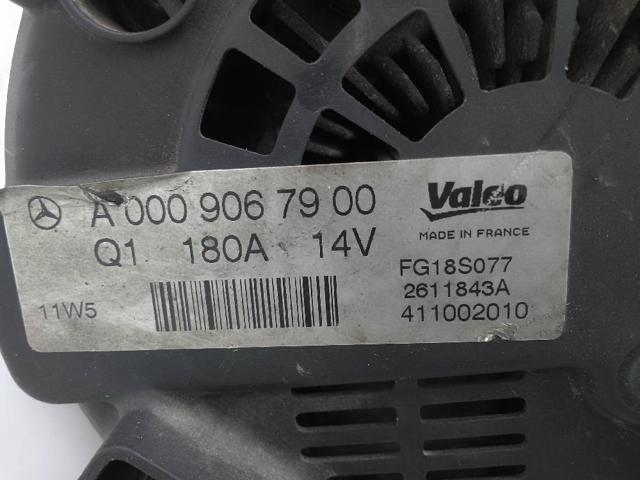 A 000 906 79 00
Q1 180A 14V
11W5
Valeo
MADE IN FRANCE
FG18S077
2611843A
411002010